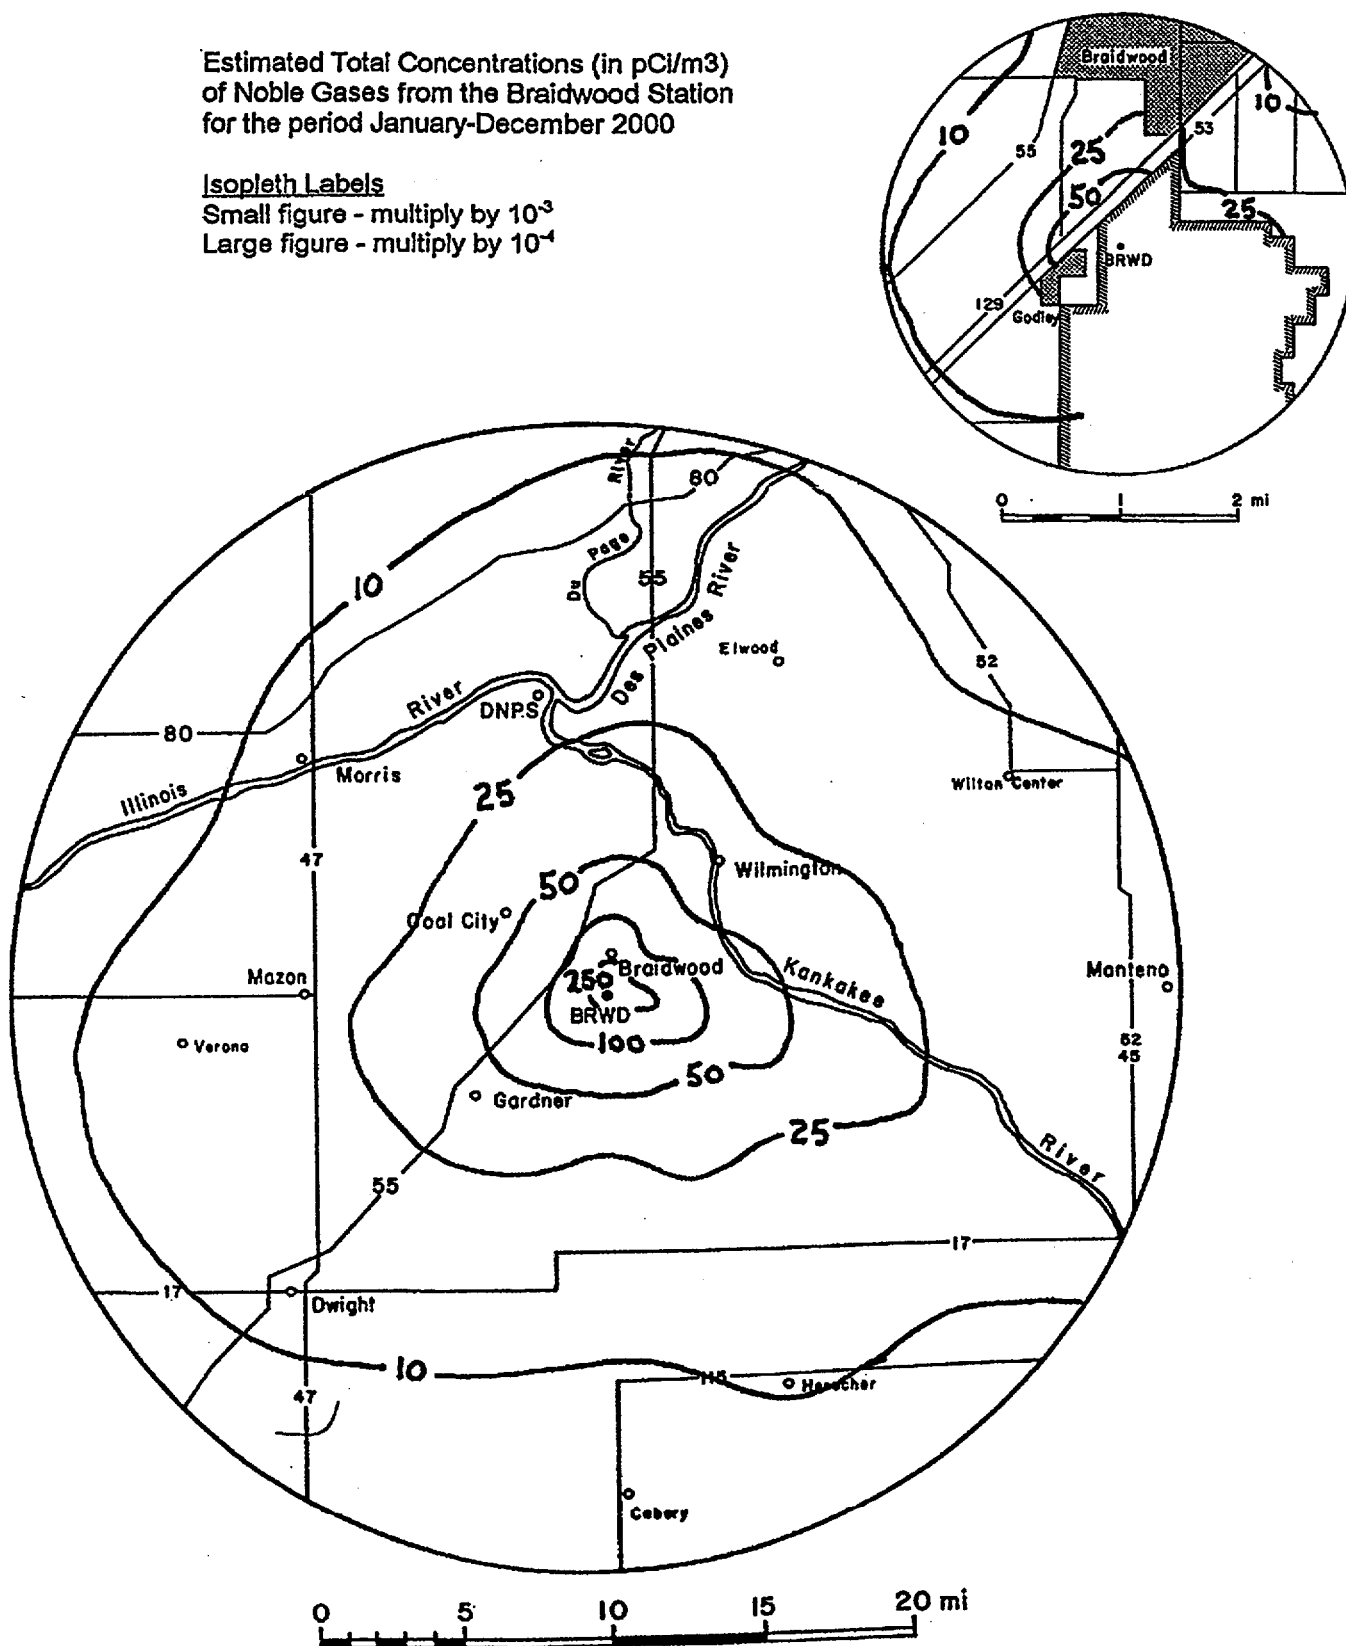 Estimated Total Concentrations (in pCi/m3)
of Noble Gases from the Braidwood Station
for the period January-December 2000
Isopleth Labels
Small figure - multiply by 10-3
Large figure - multiply by 10-4
Braidwood
10
10
53
55
25
50
25
BRWD
129
Godley
0 1 2 mi
River
80
Page
Du
55
10
Des Plaines River
Elwood
52
River
DNPS
80
Morris
Illinois
Wilton Center
25
47
Wilmington
50
Coal City
Braidwood
Mazon
250
Kankakee
Manteno
BRWD
Verona
100
52
45
50
Gardner
25
River
55
17
17
Dwight
10
115
Herscher
47
Cabery
0 5 10 15 20 mi